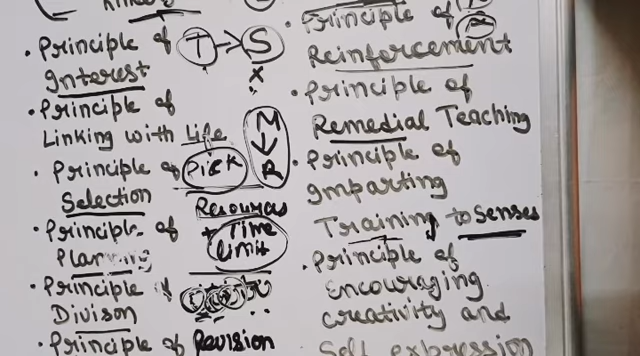 • Principle of
Interest
T → S
x
• Principle of
Linking with Life
M
↓
R
• Principle of Pick
Selection
Resources
• Principle of + Time
Planning limit
• Principle of
Divison
• Principle of Revision
Principle of
Reinforcement
• Principle of
Remedial Teaching
• Principle of
Imparting
Training to Senses
• Principle of
Encouraging
creativity and
Self expression